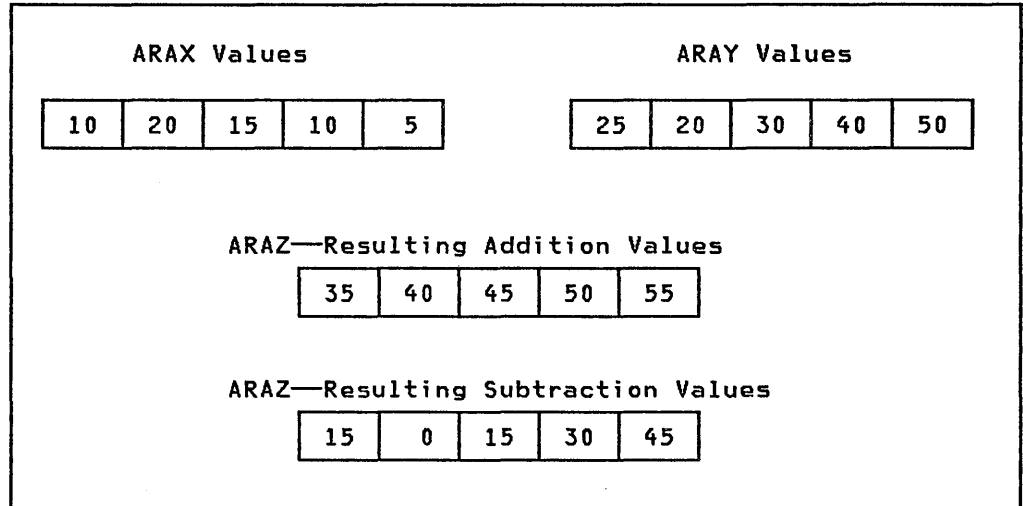 ARAX Values ARAY Values
10 20 15 10 5 25 20 30 40 50
ARAZ—Resulting Addition Values
35 40 45 50 55
ARAZ—Resulting Subtraction Values
15 0 15 30 45